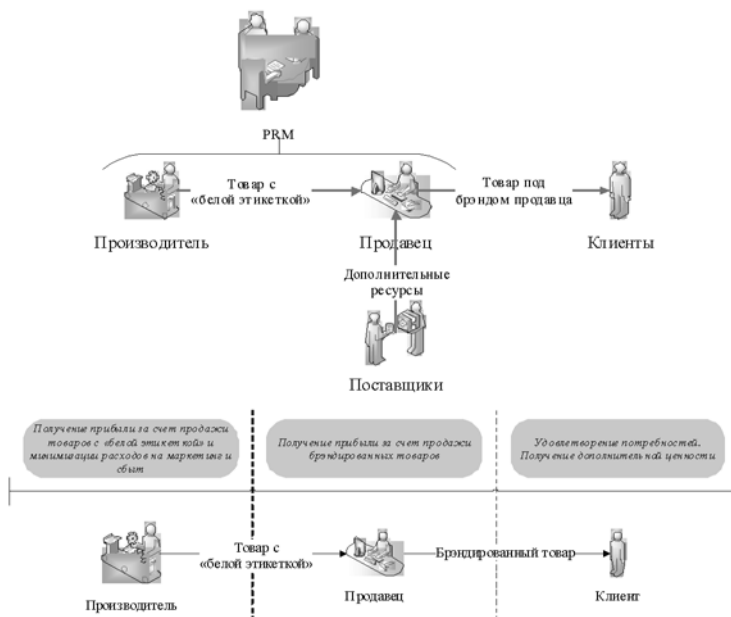 PRM
Товар с
«белой этикеткой»
Товар под
брэндом продавца
Производитель
Продавец
Клиенты
Дополнительные
ресурсы
Поставщики
Получение прибыли за счет продажи
товаров с «белой этикеткой» и
минимизации расходов на маркетинг и
сбыт
Получение прибыли за счет продажи
брэндированных товаров
Удовлетворение потребностей.
Получение дополнительной ценности
Товар с
«белой этикеткой»
Брэндированный товар
Производитель
Продавец
Клиент